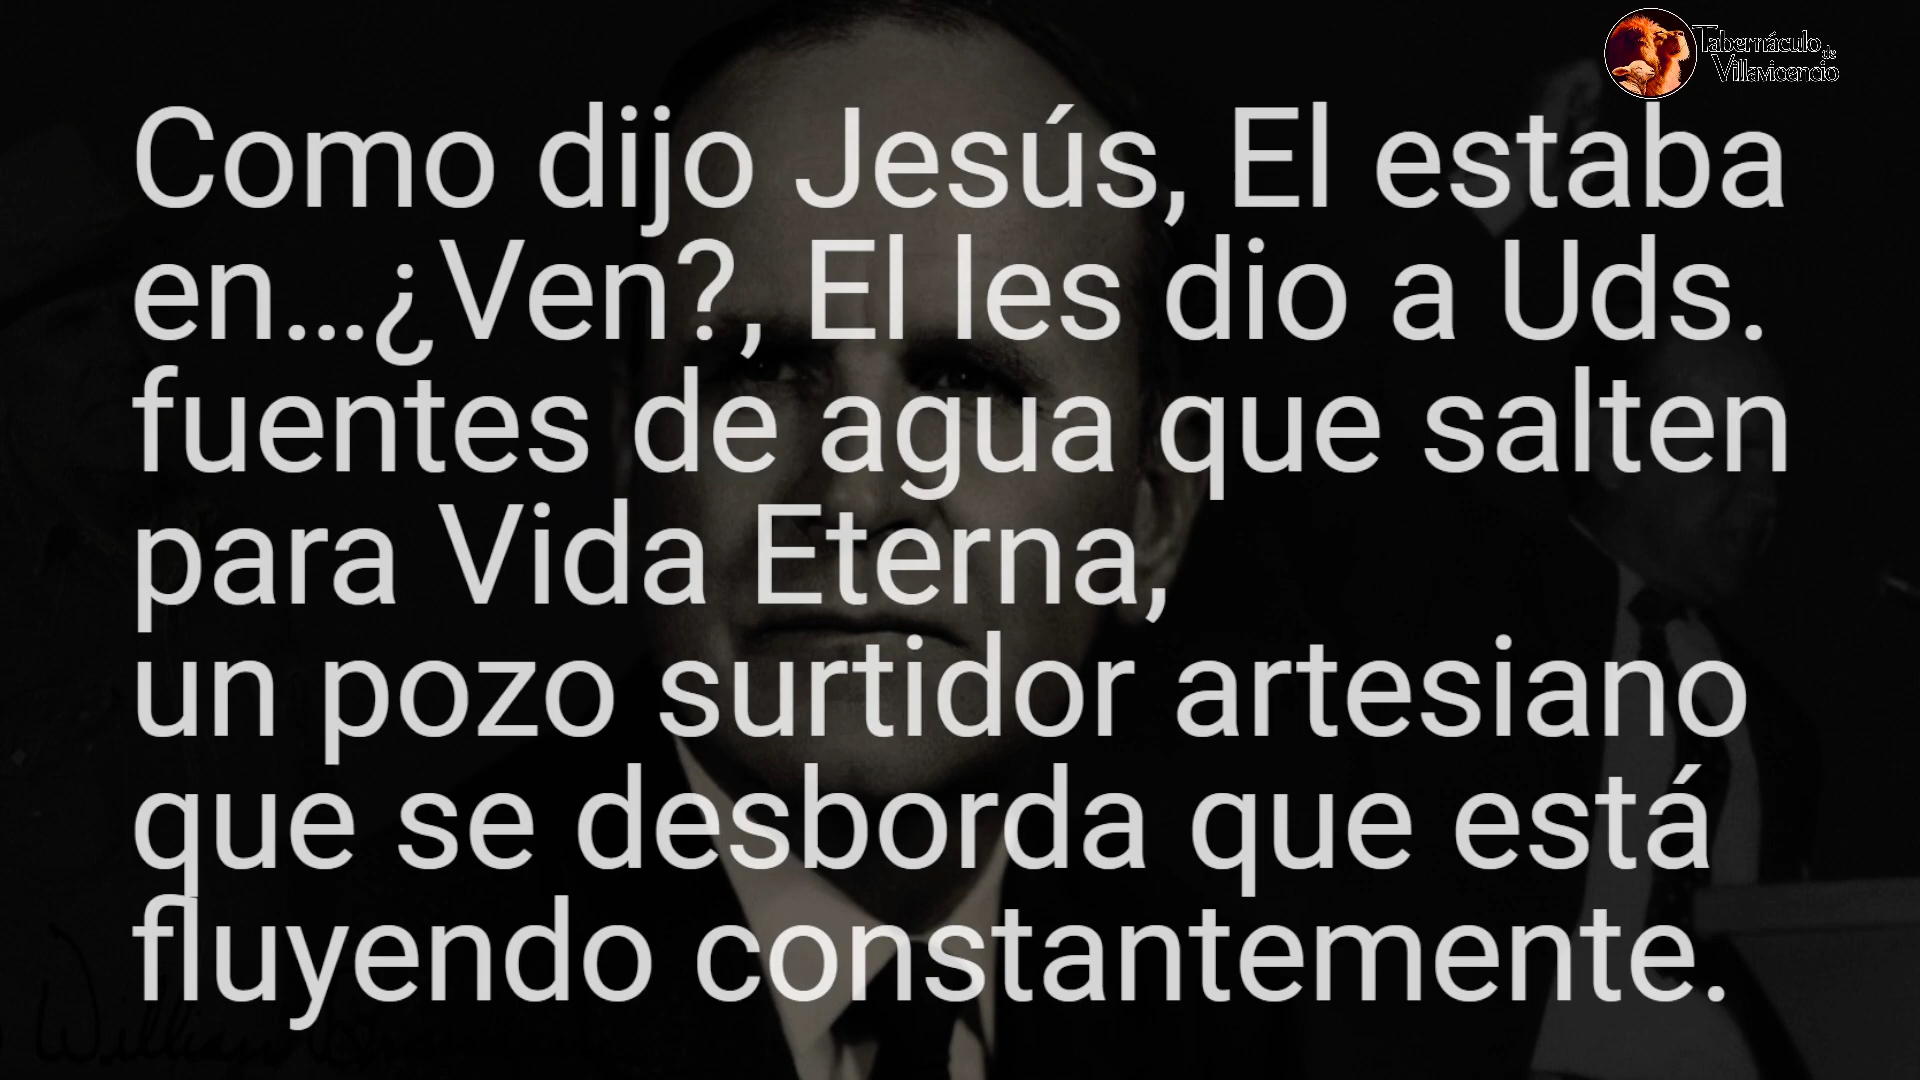 Tabernáculo de
Villavicencio
Como dijo Jesús, El estaba
en...¿Ven?, El les dio a Uds.
fuentes de agua que salten
para Vida Eterna,
un pozo surtidor artesiano
que se desborda que está
fluyendo constantemente.
William